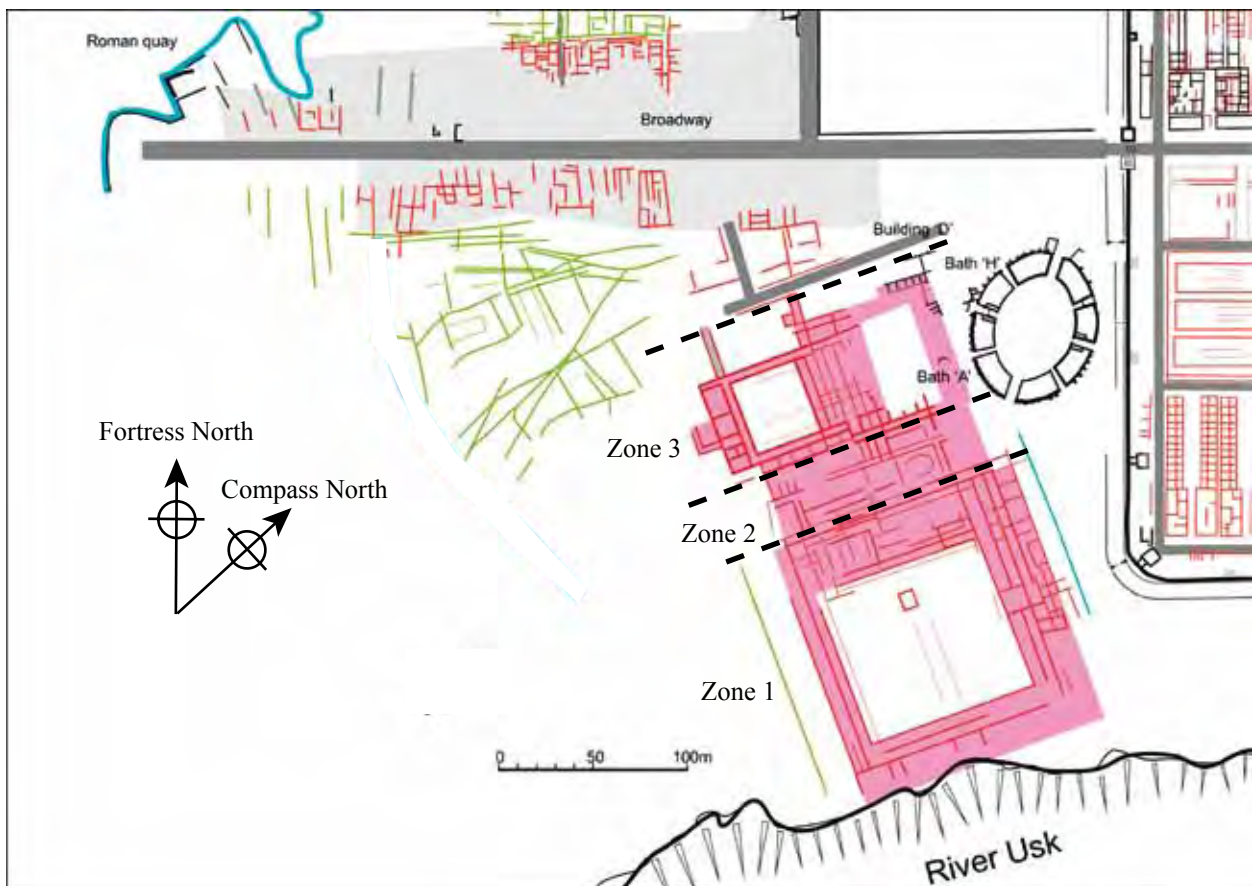 Roman quay
Broadway
Building 'D'
Bath 'H'
Bath 'A'
Zone 3
Fortress North
Compass North
Zone 2
Zone 1
0 50 100m
River Usk